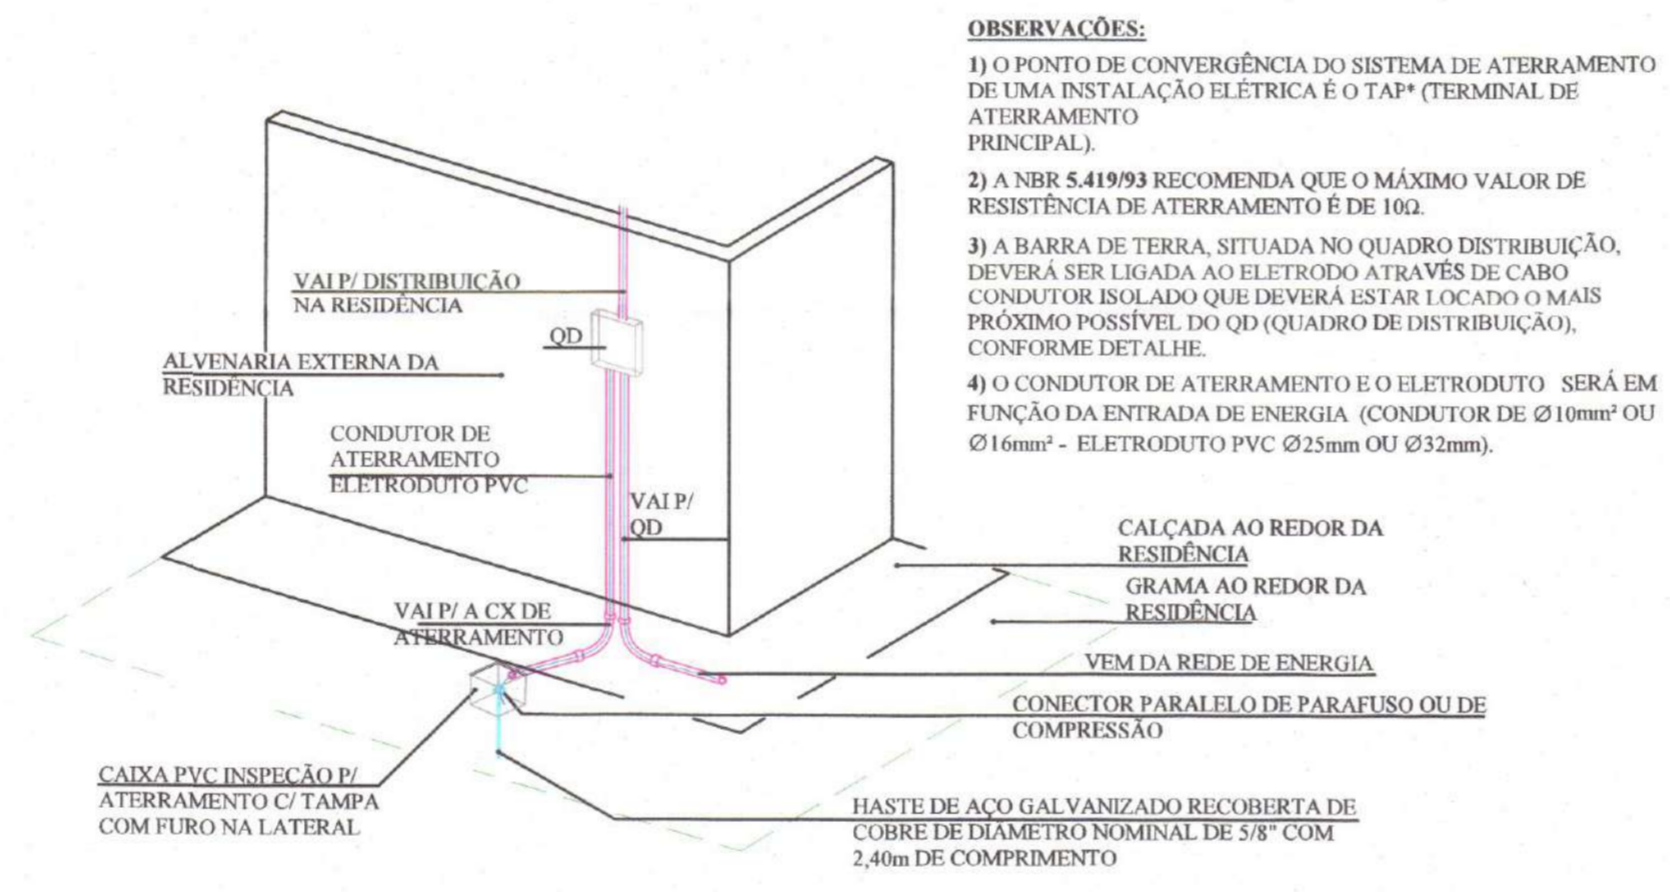 OBSERVAÇÕES:
1) O PONTO DE CONVERGÊNCIA DO SISTEMA DE ATERRAMENTO
DE UMA INSTALAÇÃO ELÉTRICA É O TAP* (TERMINAL DE
ATERRAMENTO
PRINCIPAL).
2) A NBR 5.419/93 RECOMENDA QUE O MÁXIMO VALOR DE
RESISTÊNCIA DE ATERRAMENTO É DE 10Ω.
3) A BARRA DE TERRA, SITUADA NO QUADRO DISTRIBUIÇÃO,
DEVERÁ SER LIGADA AO ELETRODO ATRAVÉS DE CABO
CONDUTOR ISOLADO QUE DEVERÁ ESTAR LOCADO O MAIS
PRÓXIMO POSSÍVEL DO QD (QUADRO DE DISTRIBUIÇÃO),
CONFORME DETALHE.
4) O CONDUTOR DE ATERRAMENTO E O ELETRODUTO SERÁ EM
FUNÇÃO DA ENTRADA DE ENERGIA (CONDUTOR DE Ø10mm² OU
Ø16mm² - ELETRODUTO PVC Ø25mm OU Ø32mm).
VAI P/ DISTRIBUIÇÃO
NA RESIDÊNCIA
QD
ALVENARIA EXTERNA DA
RESIDÊNCIA
CONDUTOR DE
ATERRAMENTO
ELETRODUTO PVC
VAI P/
QD
CALÇADA AO REDOR DA
RESIDÊNCIA
GRAMA AO REDOR DA
RESIDÊNCIA
VAI P/ A CX DE
ATERRAMENTO
VEM DA REDE DE ENERGIA
CONECTOR PARALELO DE PARAFUSO OU DE
COMPRESSÃO
CAIXA PVC INSPEÇÃO P/
ATERRAMENTO C/ TAMPA
COM FURO NA LATERAL
HASTE DE AÇO GALVANIZADO RECOBERTA DE
COBRE DE DIÂMETRO NOMINAL DE 5/8" COM
2,40m DE COMPRIMENTO